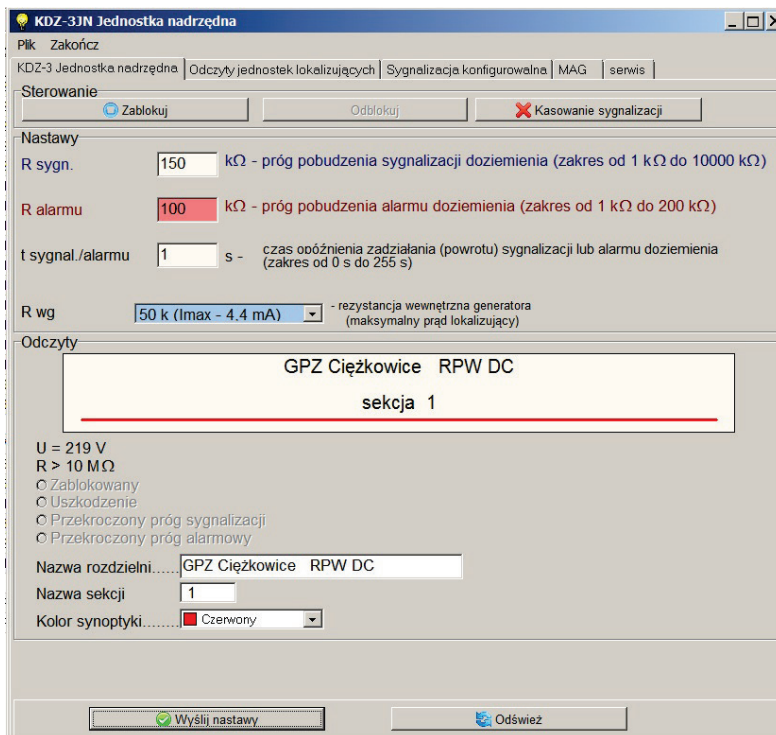 KDZ-3JN Jednostka nadrzędna
Plik Zakończ
KDZ-3 Jednostka nadrzędna Odczyty jednostek lokalizujących Sygnalizacja konfigurowalna MAG serwis
Sterowanie
Zablokuj Odblokuj Kasowanie sygnalizacji
Nastawy
R sygn. 150 kΩ - próg pobudzenia sygnalizacji doziemienia (zakres od 1 kΩ do 10000 kΩ)
R alarmu 100 kΩ - próg pobudzenia alarmu doziemienia (zakres od 1 kΩ do 200 kΩ)
t sygnal./alarmu 1 s - czas opóźnienia zadziałania (powrotu) sygnalizacji lub alarmu doziemienia
(zakres od 0 s do 255 s)
R wg 50 k (Imax - 4.4 mA) - rezystancja wewnętrzna generatora
(maksymalny prąd lokalizujący)
Odczyty
GPZ Ciężkowice RPW DC
sekcja 1
U = 219 V
R > 10 MΩ
Zablokowany
Uszkodzenie
Przekroczony próg sygnalizacji
Przekroczony próg alarmowy
Nazwa rozdzielni...... GPZ Ciężkowice RPW DC
Nazwa sekcji 1
Kolor synoptyki........ Czerwony
Wyślij nastawy Odśwież